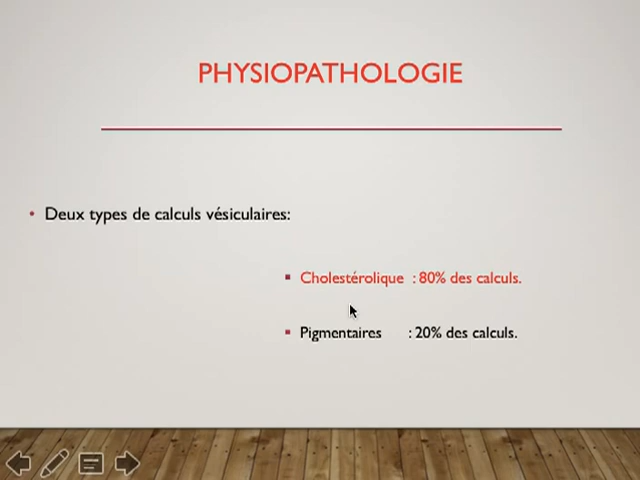 PHYSIOPATHOLOGIE
• Deux types de calculs vésiculaires:
▪ Cholestérolique : 80% des calculs.
▪ Pigmentaires : 20% des calculs.